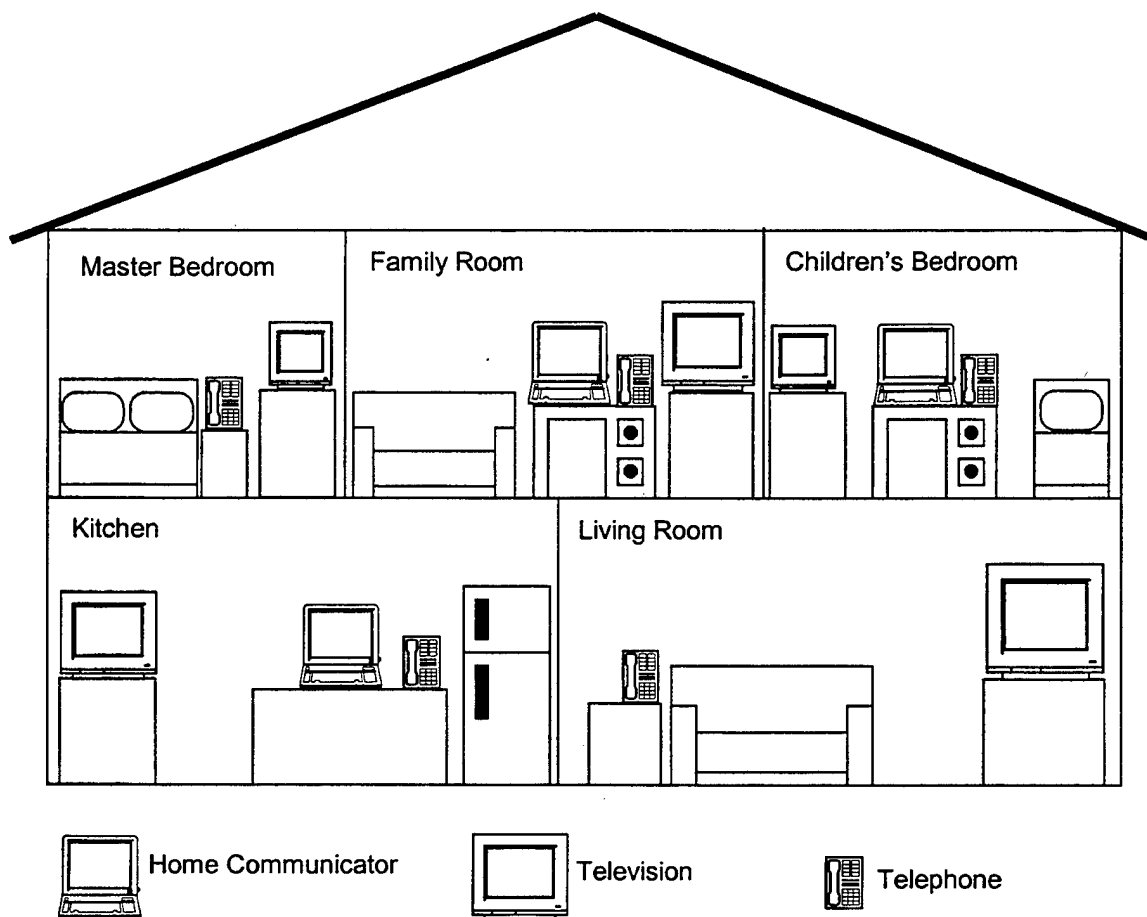 Master Bedroom
Family Room
Children's Bedroom
Kitchen
Living Room
Home Communicator
Television
Telephone